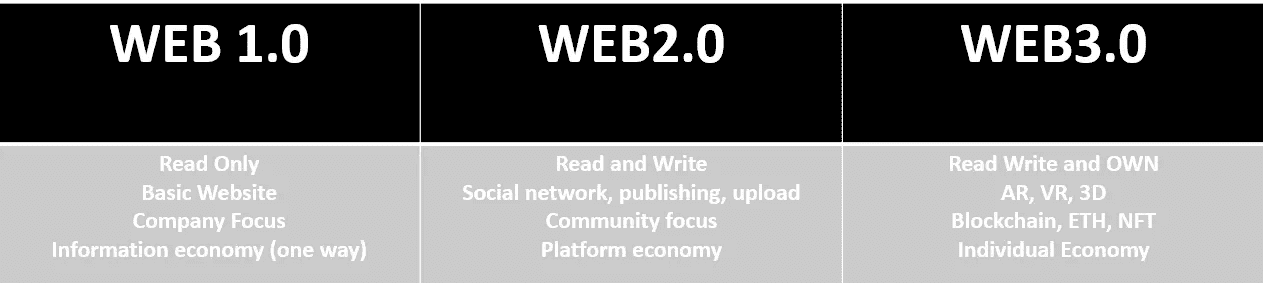 WEB 1.0
WEB2.0
WEB3.0
Read Only
Basic Website
Company Focus
Information economy (one way)
Read and Write
Social network, publishing, upload
Community focus
Platform economy
Read Write and OWN
AR, VR, 3D
Blockchain, ETH, NFT
Individual Economy